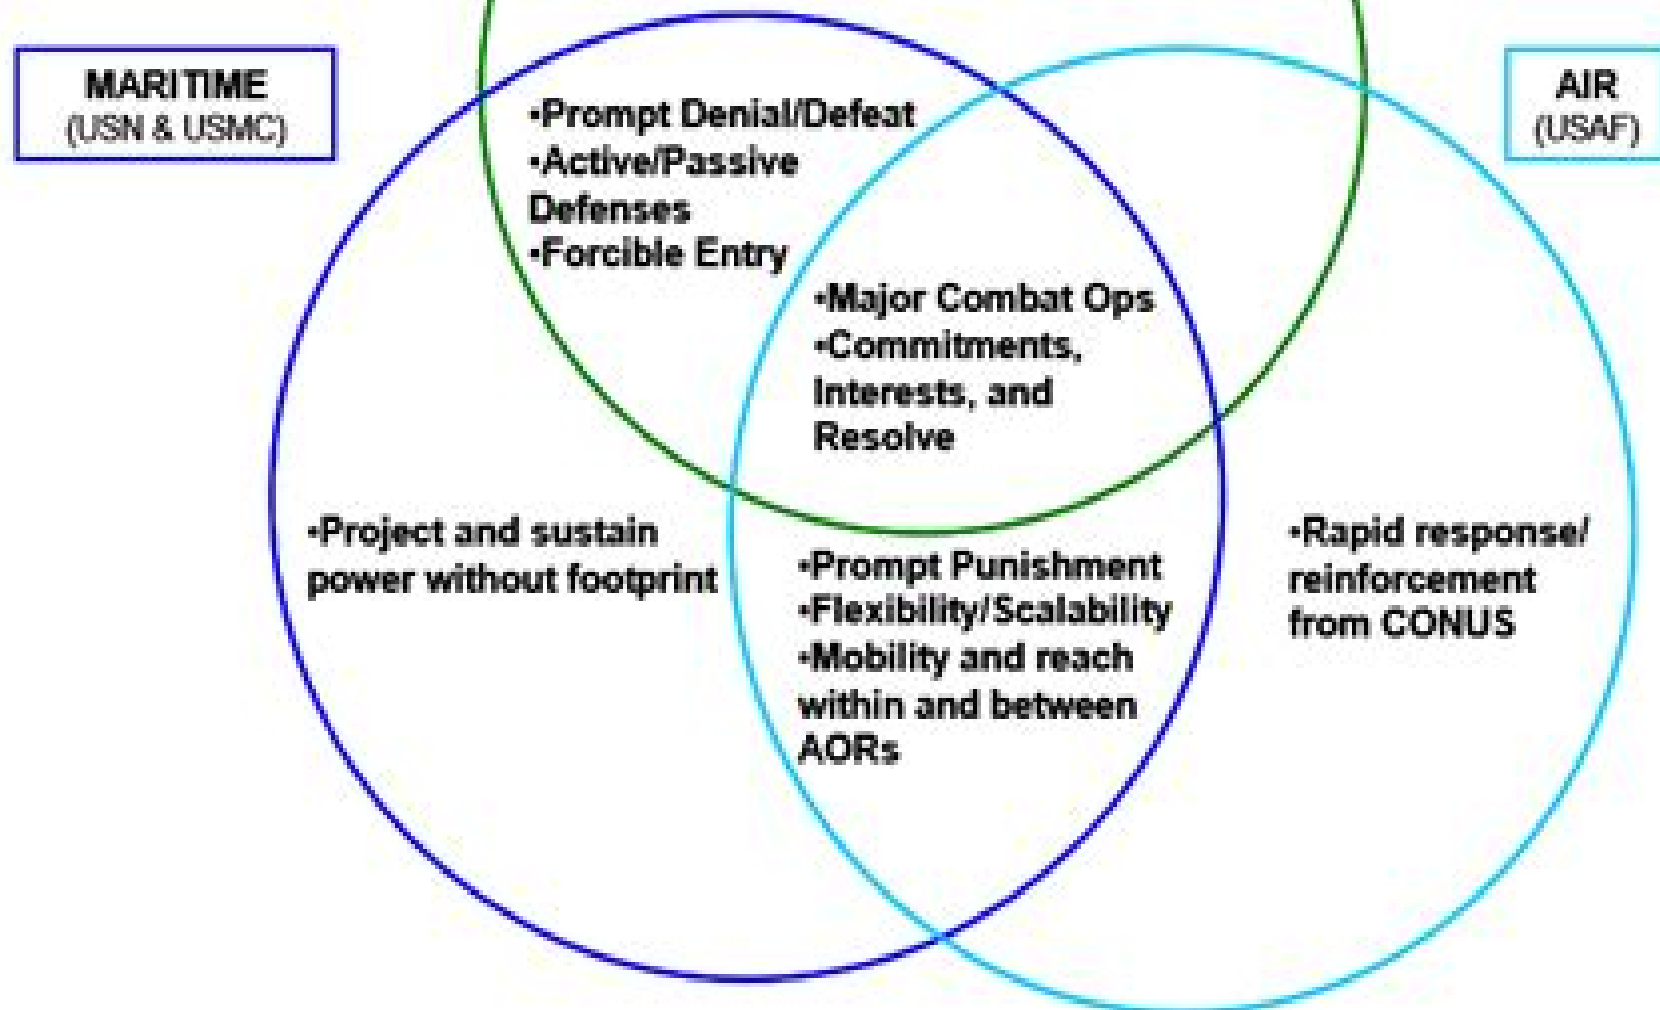 MARITIME
(USN & USMC)
AIR
(USAF)
•Prompt Denial/Defeat
•Active/Passive
Defenses
•Forcible Entry
•Major Combat Ops
•Commitments,
Interests, and
Resolve
•Project and sustain
power without footprint
•Prompt Punishment
•Flexibility/Scalability
•Mobility and reach
within and between
AORs
•Rapid response/
reinforcement
from CONUS